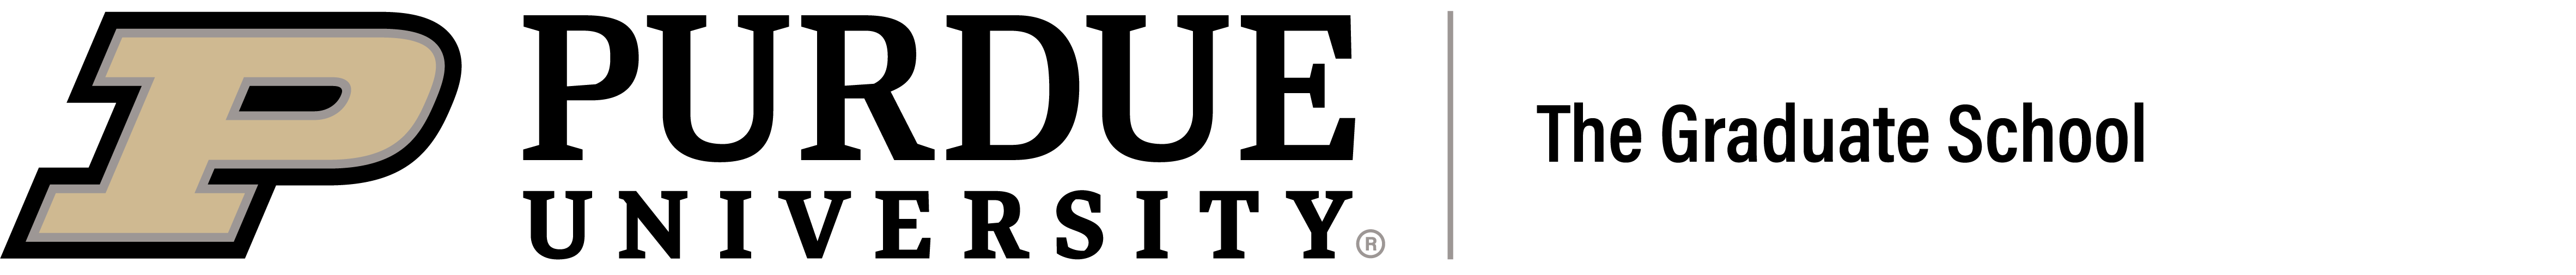 P
PURDUE
UNIVERSITY®
The Graduate School